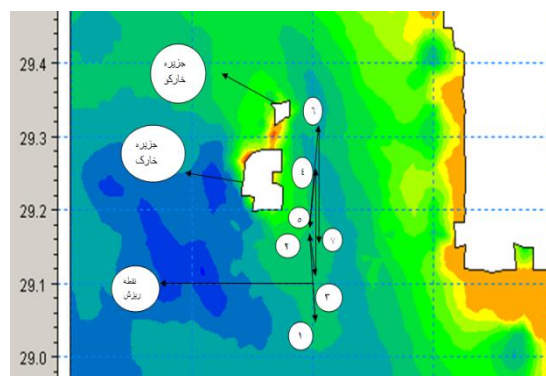 29.4
29.3
29.2
29.1
29.0
جزیره
خارکو
جزیره
خارک
نقطه
ریزش
۶
۴
۵
۲
۷
۳
۱